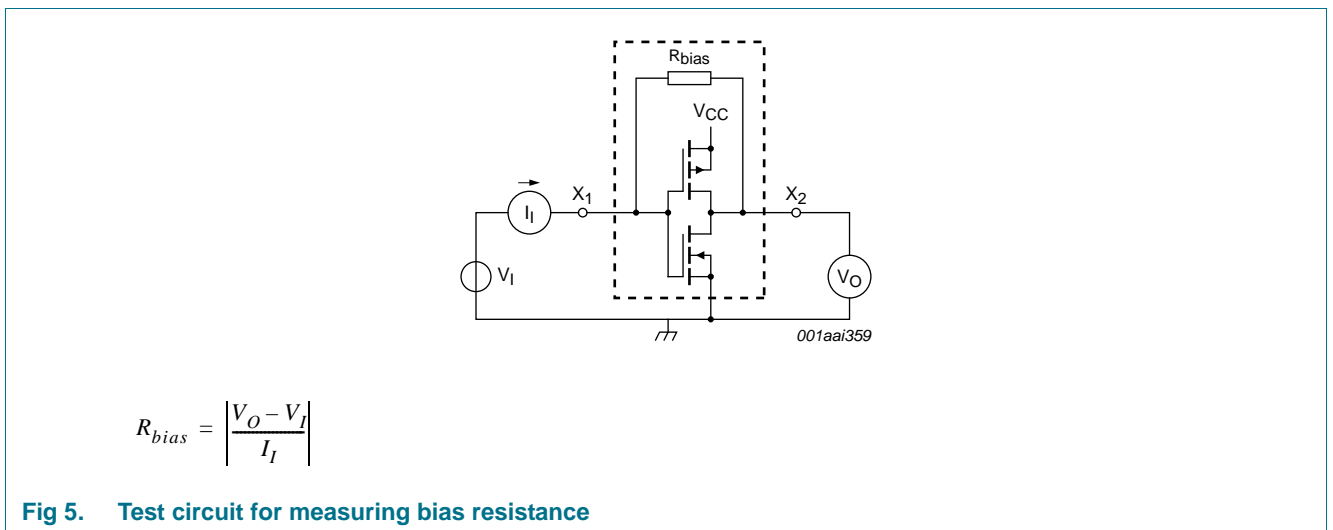 Rbias
VCC
X1
X2
II
VI
VO
001aai359
Rbias = |VO – VI / II|
Fig 5. Test circuit for measuring bias resistance